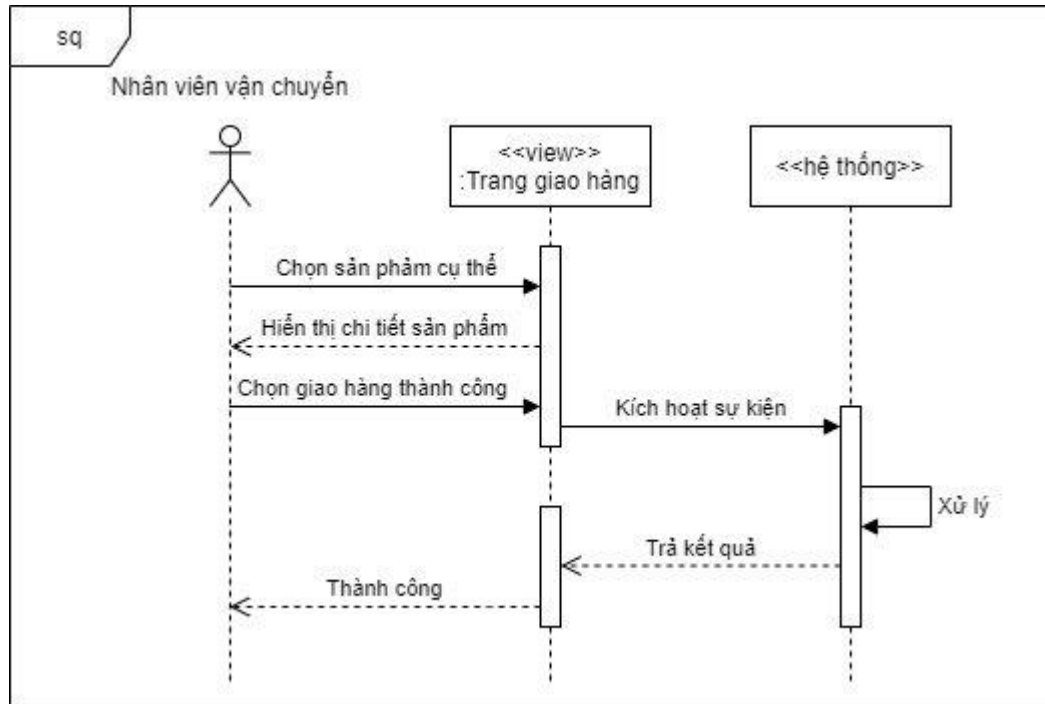 sq
Nhân viên vận chuyển
<<view>>
:Trang giao hàng
<<hệ thống>>
Chọn sản phảm cụ thể
Hiển thị chi tiết sản phẩm
Chọn giao hàng thành công
Kích hoạt sự kiện
Xử lý
Trả kết quả
Thành công